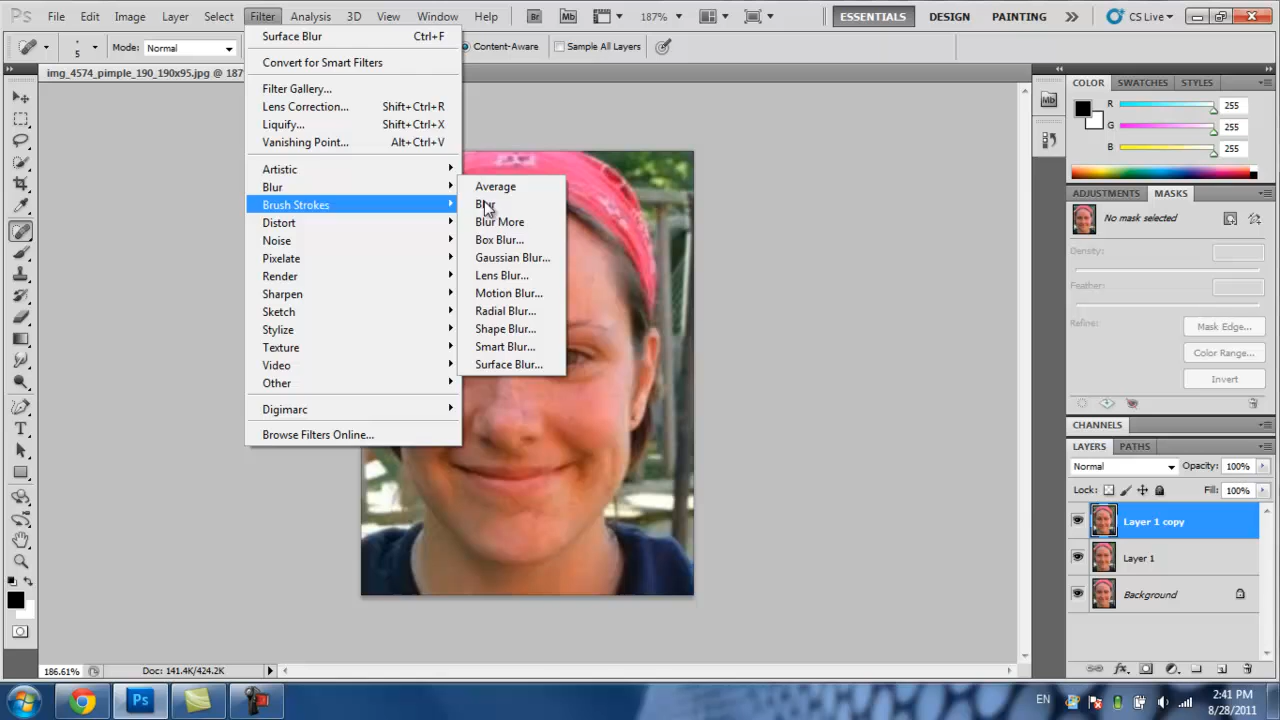 Ps File Edit Image Layer Select Filter Analysis 3D View Window Help Br Mb 187% ESSENTIALS DESIGN PAINTING CS Live
5 Mode: Normal Content-Aware Sample All Layers
img_4574_pimple_190_190x95.jpg @ 187
Surface Blur Ctrl+F
Convert for Smart Filters
Filter Gallery...
Lens Correction... Shift+Ctrl+R
Liquify... Shift+Ctrl+X
Vanishing Point... Alt+Ctrl+V
Artistic
Blur
Brush Strokes
Distort
Noise
Pixelate
Render
Sharpen
Sketch
Stylize
Texture
Video
Other
Digimarc
Browse Filters Online...
Average
Blur
Blur More
Box Blur...
Gaussian Blur...
Lens Blur...
Motion Blur...
Radial Blur...
Shape Blur...
Smart Blur...
Surface Blur...
Mb
COLOR SWATCHES STYLES
R 255
G 255
B 255
ADJUSTMENTS MASKS
No mask selected
Density:
Feather:
Refine: Mask Edge...
Color Range...
Invert
CHANNELS
LAYERS PATHS
Normal Opacity: 100%
Lock: Fill: 100%
Layer 1 copy
Layer 1
Background
fx
T
186.61% Doc: 141.4K/424.2K
Ps EN 2:41 PM
8/28/2011